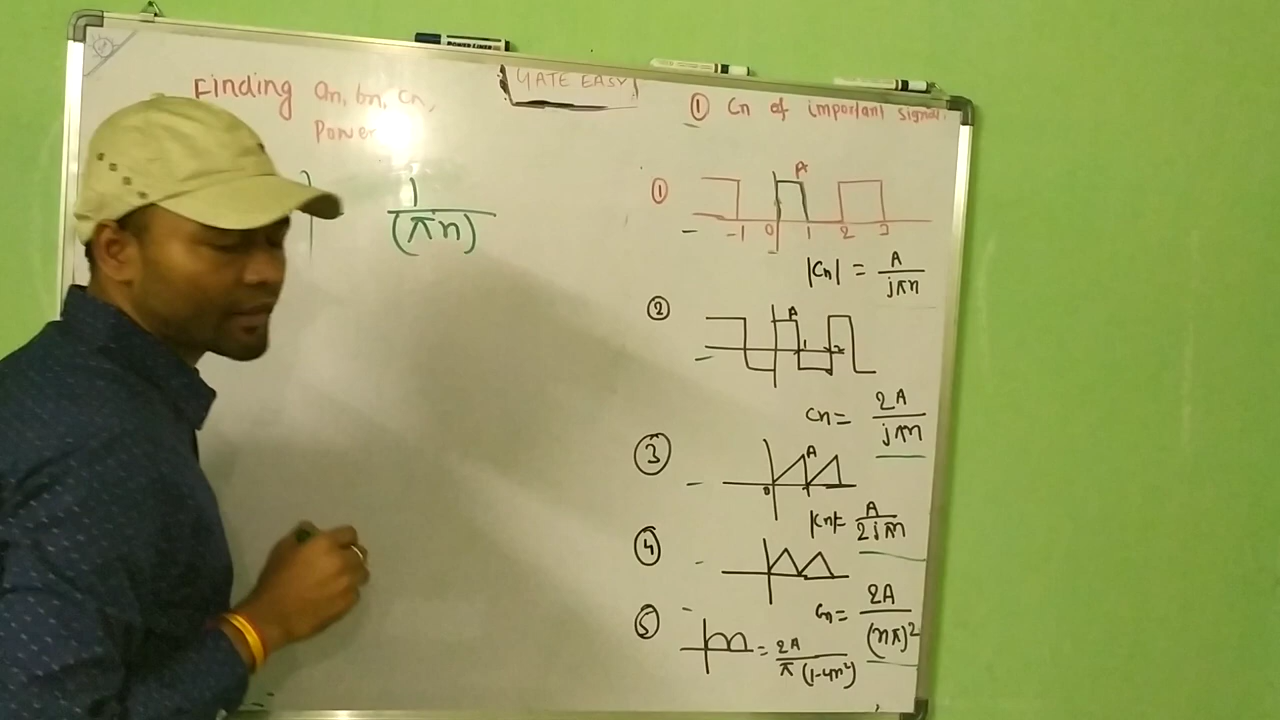 POWER LINER
GATE EASY
Finding an, bn, cn,
Power
1
(πn)
① Cn of important signal.
①
A
-1 0 1 2 3
|Cn| = A
jπn
②
A
1 2
Cn = 2A
jπn
③
A
0
|Cn| = A
2jπn
④
Cn = 2A
(nπ)²
⑤
= 2A
π(1-4n²)